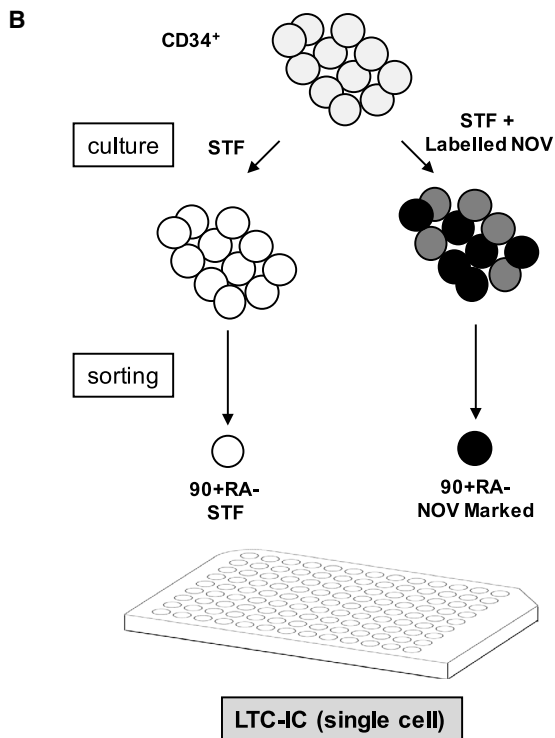 B
CD34⁺
culture
STF
STF +
Labelled NOV
sorting
90+RA-
STF
90+RA-
NOV Marked
LTC-IC (single cell)